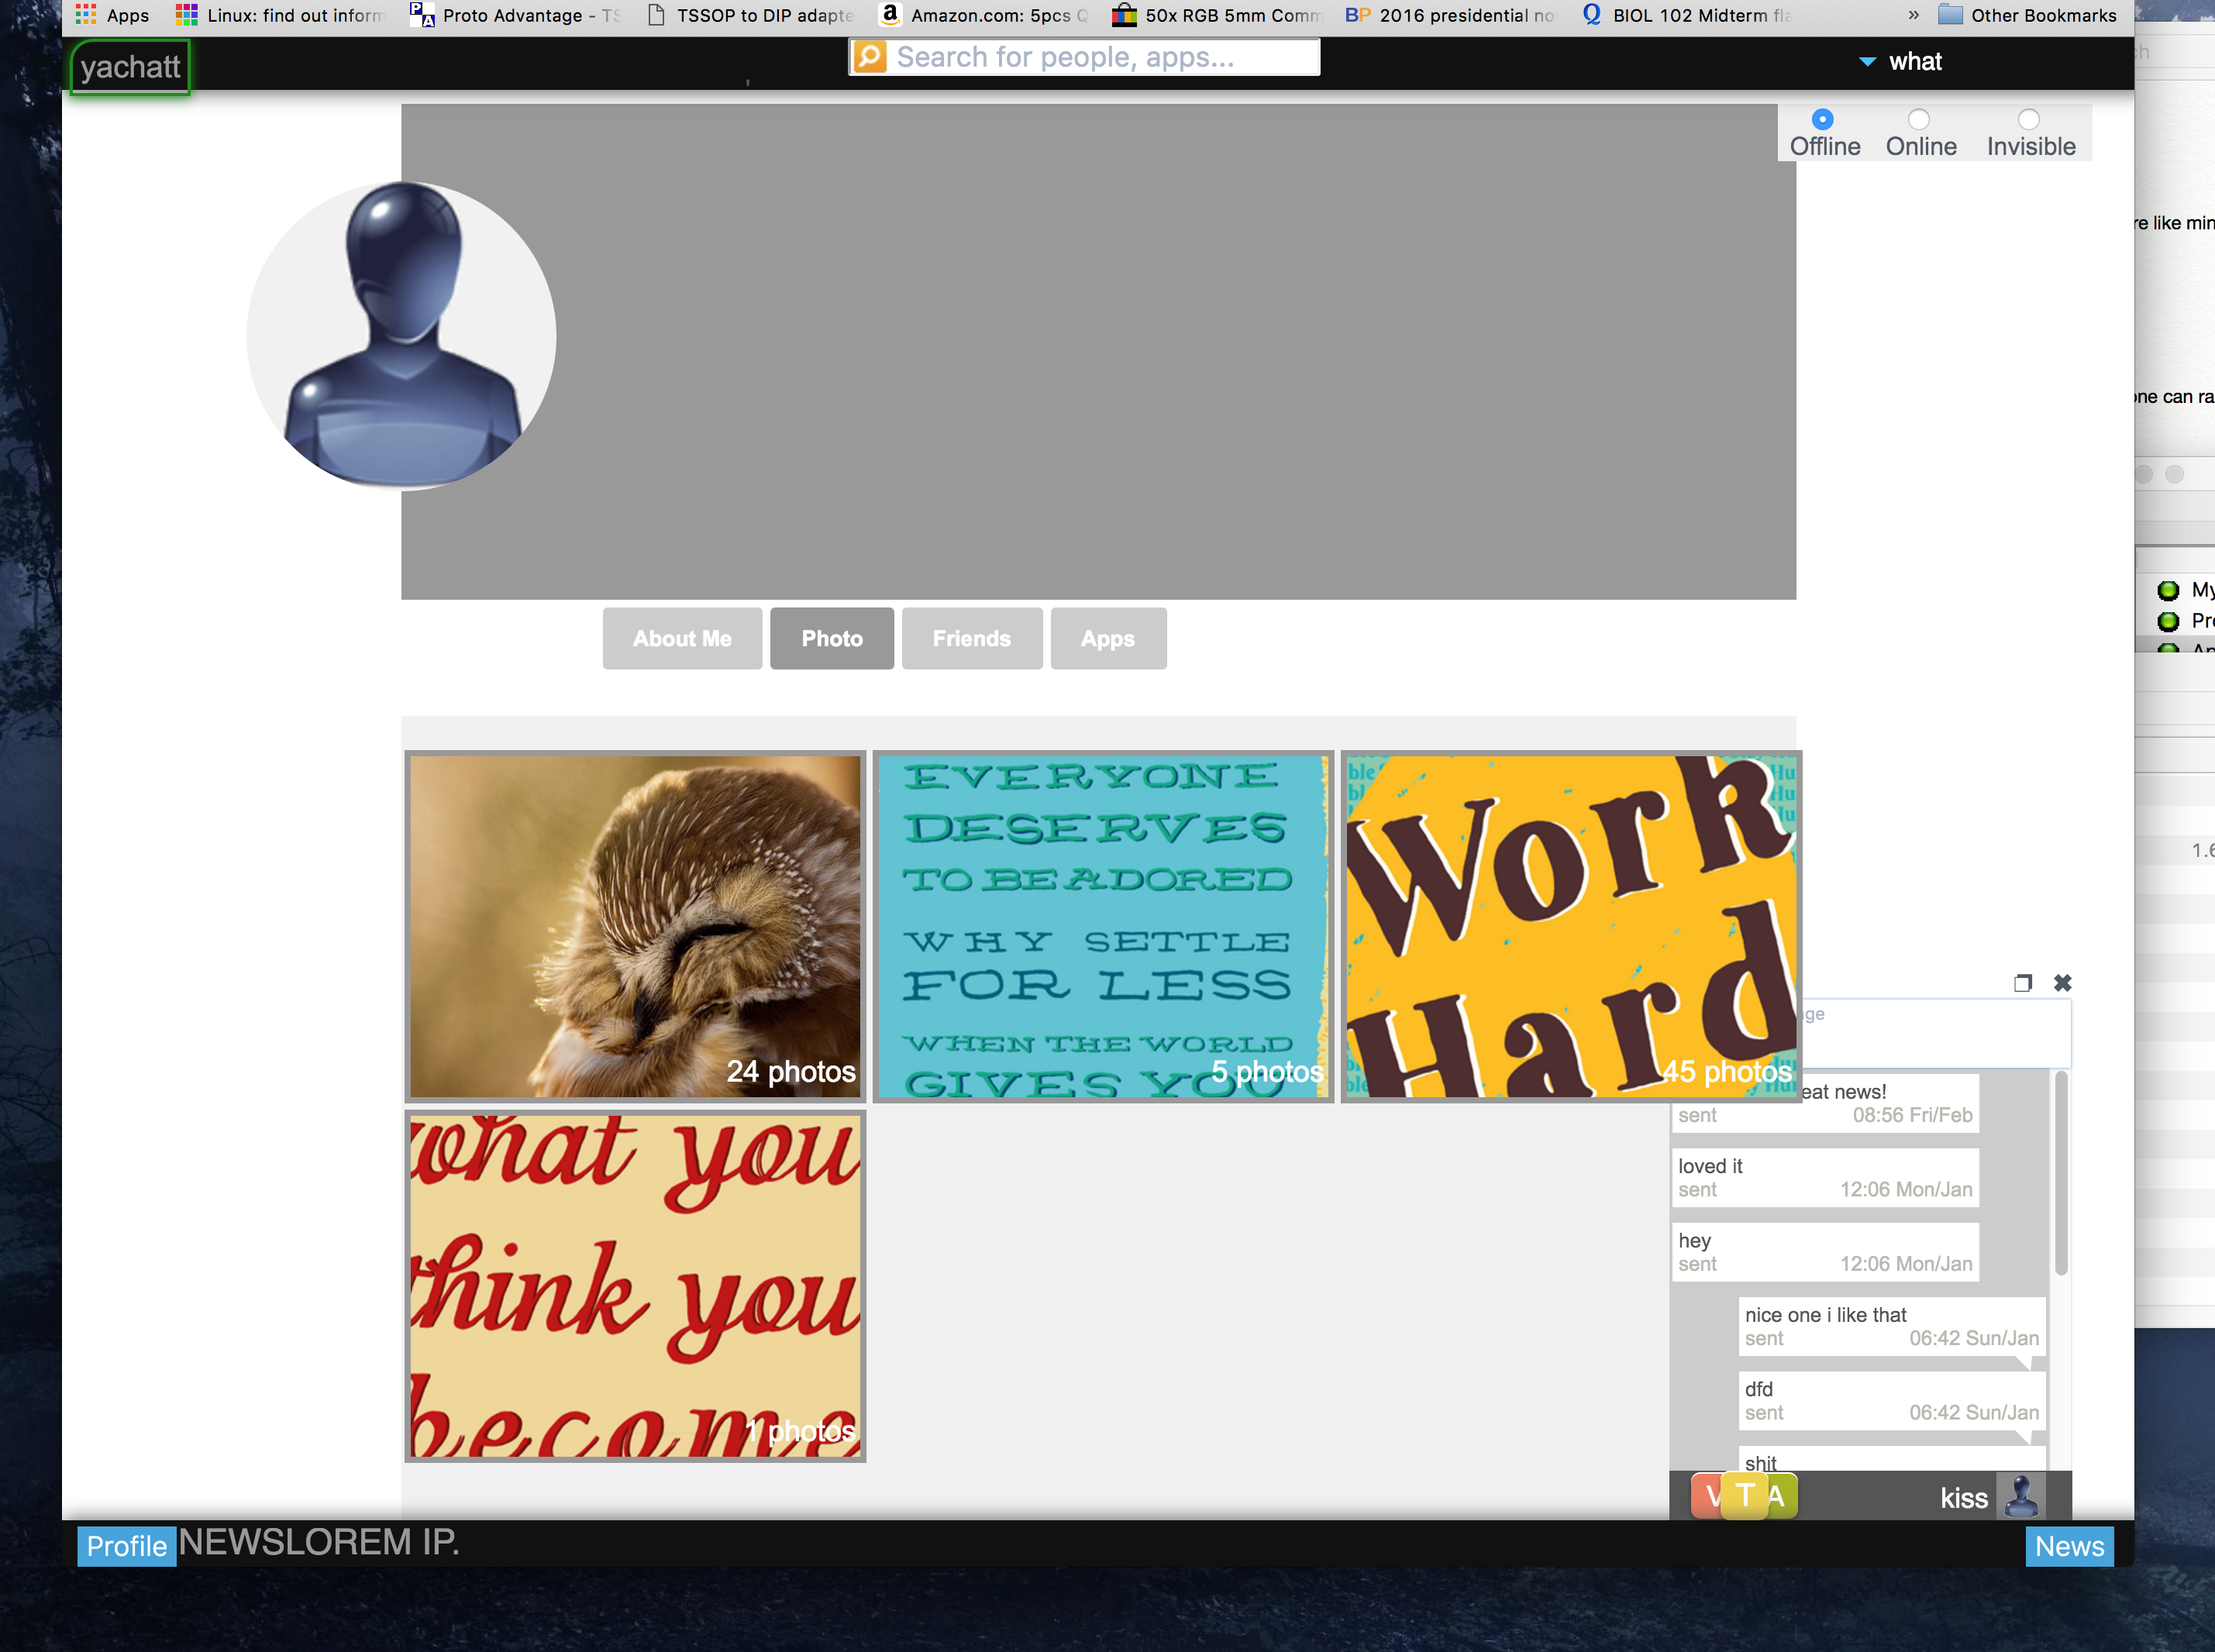 Apps
Linux: find out inform
Proto Advantage - TS
TSSOP to DIP adapte
Amazon.com: 5pcs Q
50x RGB 5mm Comm
BP 2016 presidential no
BIOL 102 Midterm fla
»
Other Bookmarks
yachatt
Search for people, apps...
what
Offline
Online
Invisible
re like min
one can ra
About Me
Photo
Friends
Apps
My
Pre
24 photos
EVERYONE
DESERVES
TO BE ADORED
WHY SETTLE
FOR LESS
WHEN THE WORLD
GIVES YOU
5 photos
Work
Hard
45 photos
1.6
ge
eat news!
sent 08:56 Fri/Feb
loved it
sent 12:06 Mon/Jan
hey
sent 12:06 Mon/Jan
nice one i like that
sent 06:42 Sun/Jan
dfd
sent 06:42 Sun/Jan
shit
what you
think you
become
1 photos
V T A
kiss
Profile
NEWSLOREM IP.
News